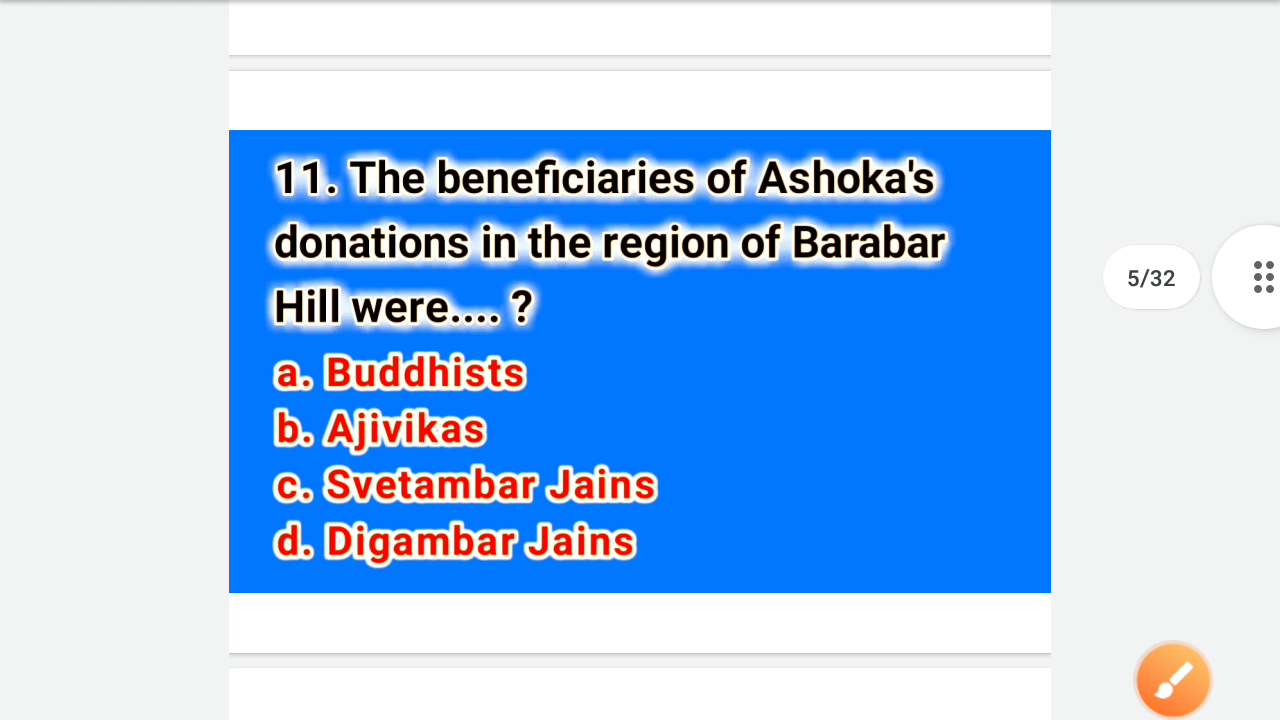 11. The beneficiaries of Ashoka's
donations in the region of Barabar
Hill were.... ?
a. Buddhists
b. Ajivikas
c. Svetambar Jains
d. Digambar Jains
5/32